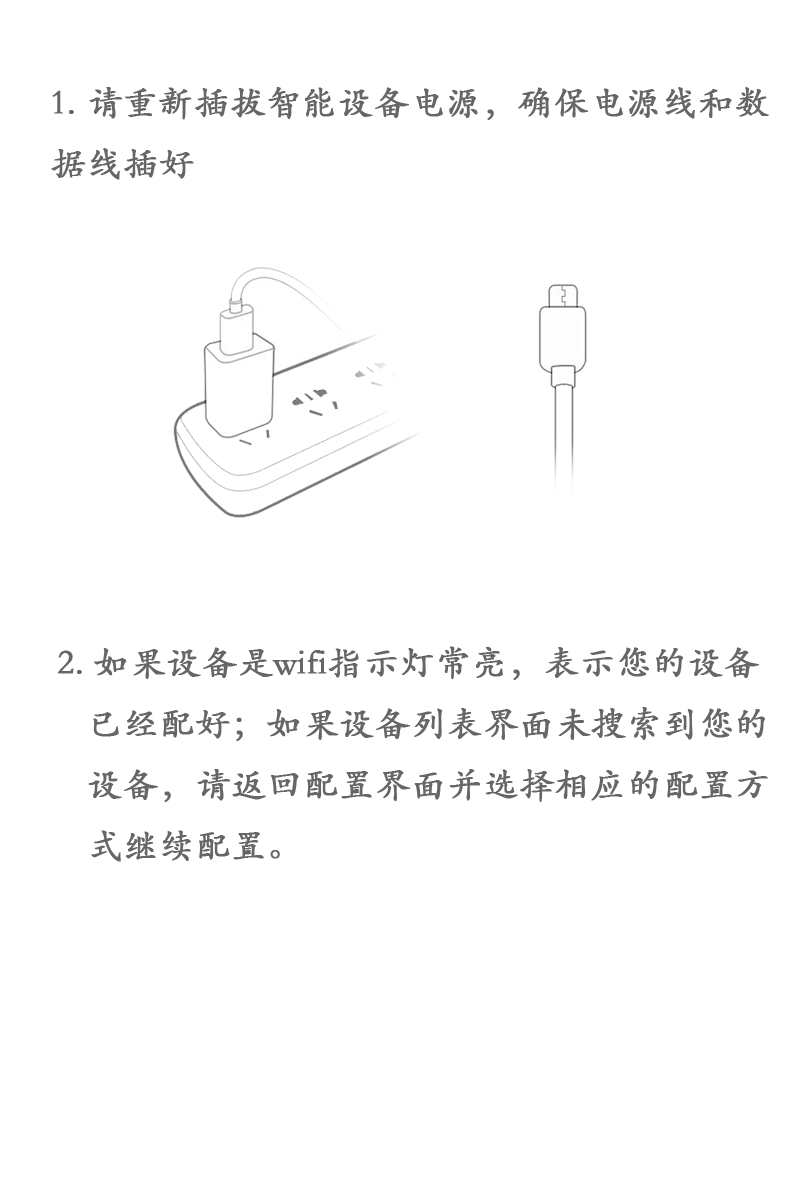 1. 请重新插拔智能设备电源，确保电源线和数
据线插好
2. 如果设备是wifi指示灯常亮，表示您的设备
已经配好；如果设备列表界面未搜索到您的
设备，请返回配置界面并选择相应的配置方
式继续配置。